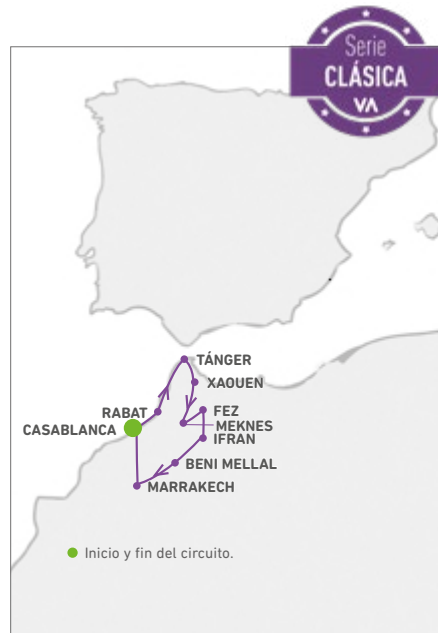 Serie
CLÁSICA
VA
TÁNGER
XAOUEN
RABAT
FEZ
CASABLANCA
MEKNES
IFRAN
BENI MELLAL
MARRAKECH
Inicio y fin del circuito.